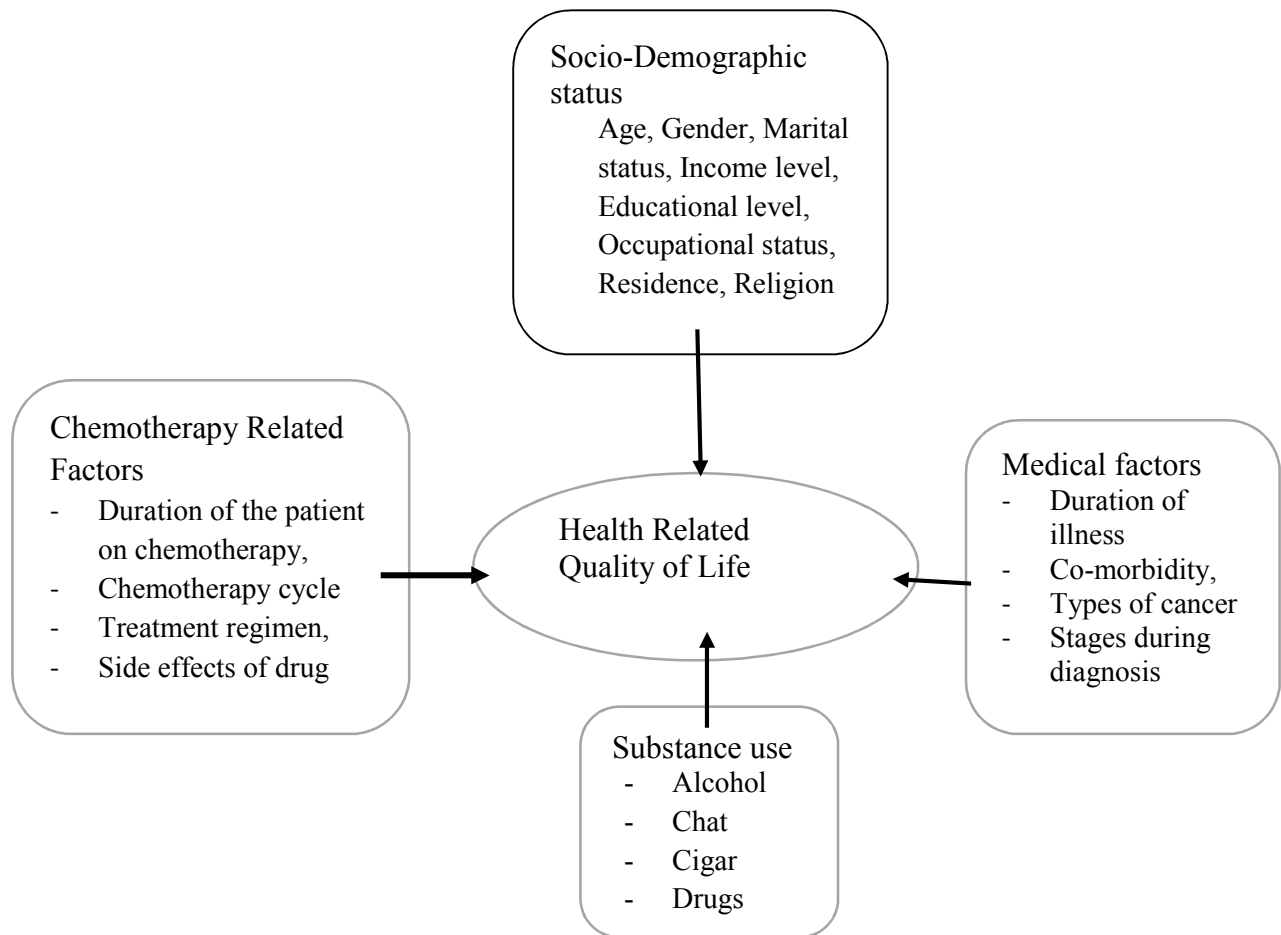 Socio-Demographic
status
Age, Gender, Marital
status, Income level,
Educational level,
Occupational status,
Residence, Religion
Chemotherapy Related
Factors
- Duration of the patient
on chemotherapy,
- Chemotherapy cycle
- Treatment regimen,
- Side effects of drug
Health Related
Quality of Life
Medical factors
- Duration of
illness
- Co-morbidity,
- Types of cancer
- Stages during
diagnosis
Substance use
- Alcohol
- Chat
- Cigar
- Drugs